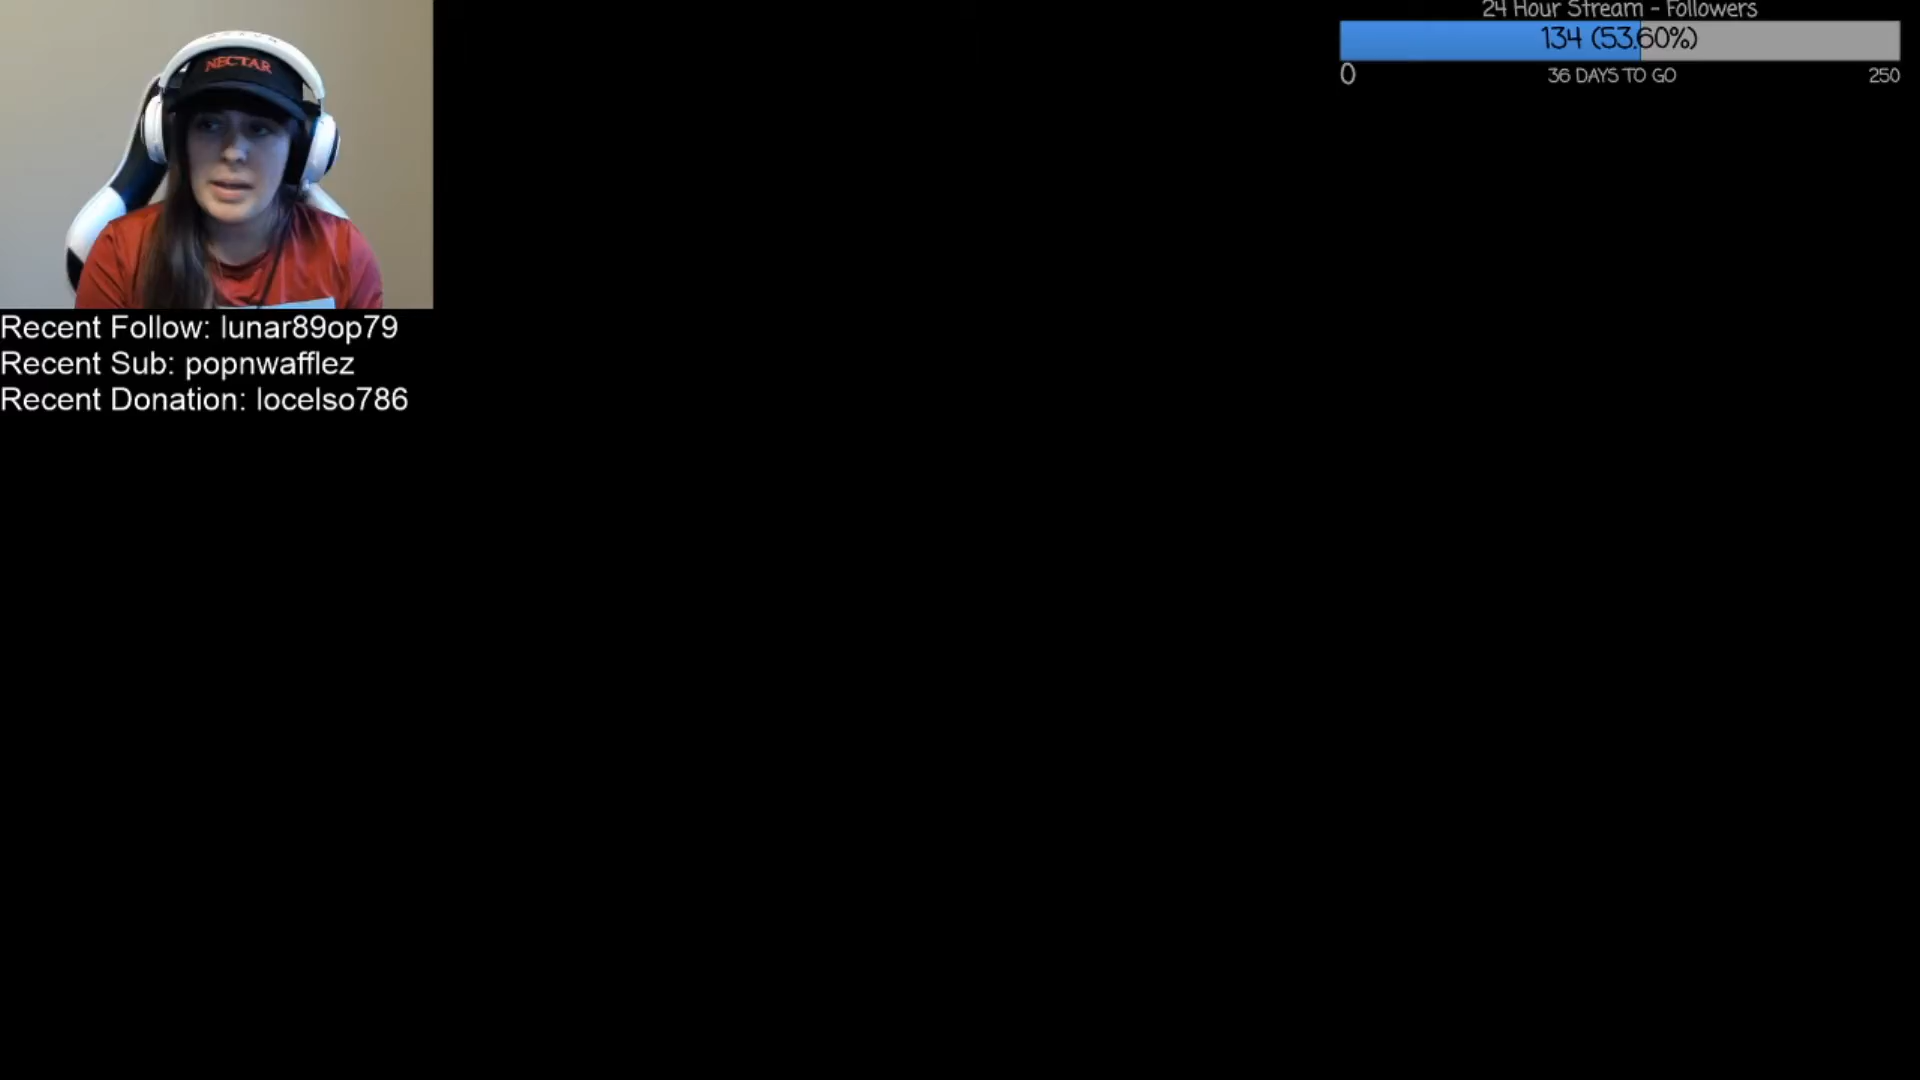 24 Hour Stream - Followers
134 (53.60%)
0 36 DAYS TO GO 250
NECTAR
Recent Follow: lunar89op79
Recent Sub: popnwafflez
Recent Donation: locelso786